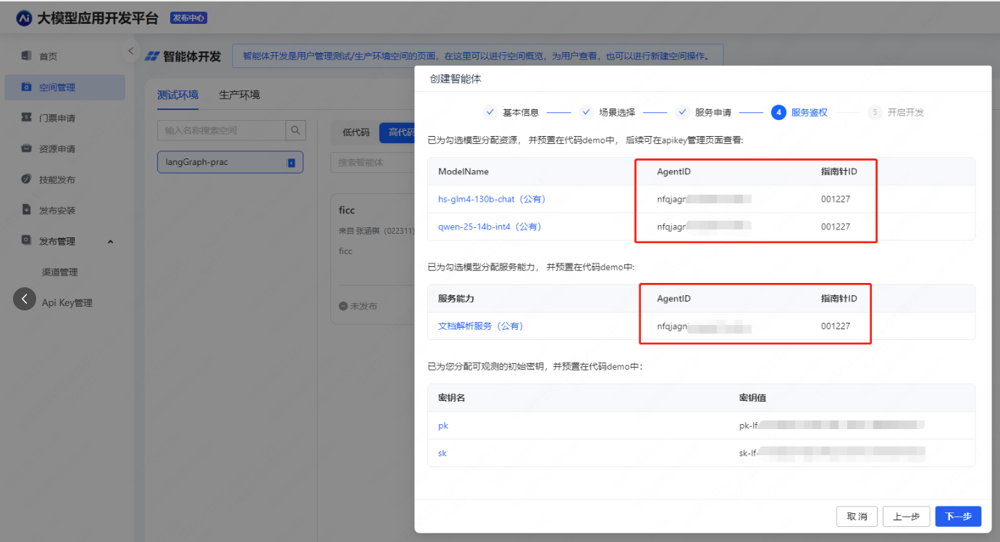 大模型应用开发平台 发布中心
首页
空间管理
门票申请
资源申请
技能发布
发布安装
发布管理
渠道管理
Api Key管理
智能体开发 智能体开发是用户管理测试/生产环境空间的页面，在这里可以进行空间概览，为用户查看，也可以进行新建空间操作。
测试环境 生产环境
输入名称搜索空间
langGraph-prac
低代码 高代码
搜索智能体
ficc
来自 张涵棋（022311）
ficc
未发布
创建智能体
基本信息 场景选择 服务申请 4 服务鉴权 5 开启开发
已为勾选模型分配资源， 并预置在代码demo中， 后续可在apikey管理页面查看:
ModelName AgentID 指南针ID
hs-glm4-130b-chat（公有） nfqjagn 001227
qwen-25-14b-int4（公有） nfqjagn 001227
已为勾选模型分配服务能力， 并预置在代码demo中:
服务能力 AgentID 指南针ID
文档解析服务（公有） nfqjagn 001227
已为您分配可观测的初始密钥，并预置在代码demo中：
密钥名 密钥值
pk pk-lf
sk sk-lf-
取消 上一步 下一步